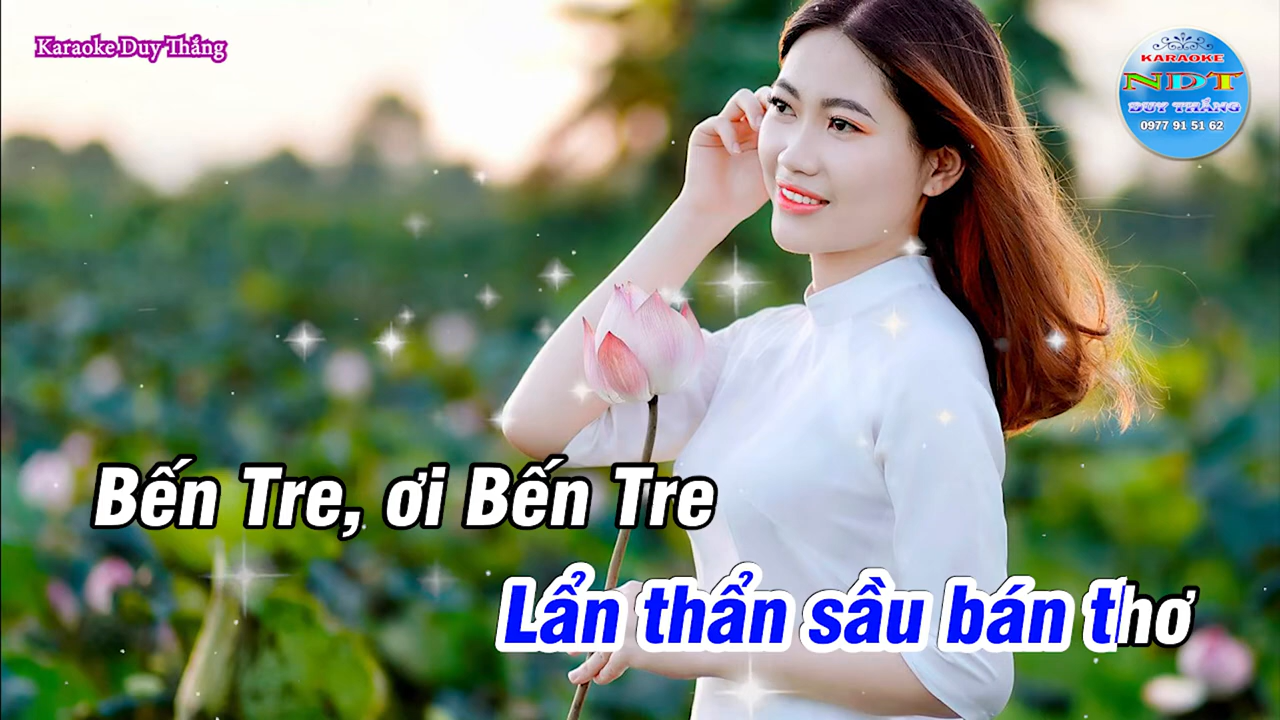 Karaoke Duy Thắng
KARAOKE
NDT
DUY THẮNG
0977 91 51 62
Bến Tre, ơi Bến Tre
Lẩn thẩn sầu bán thơ